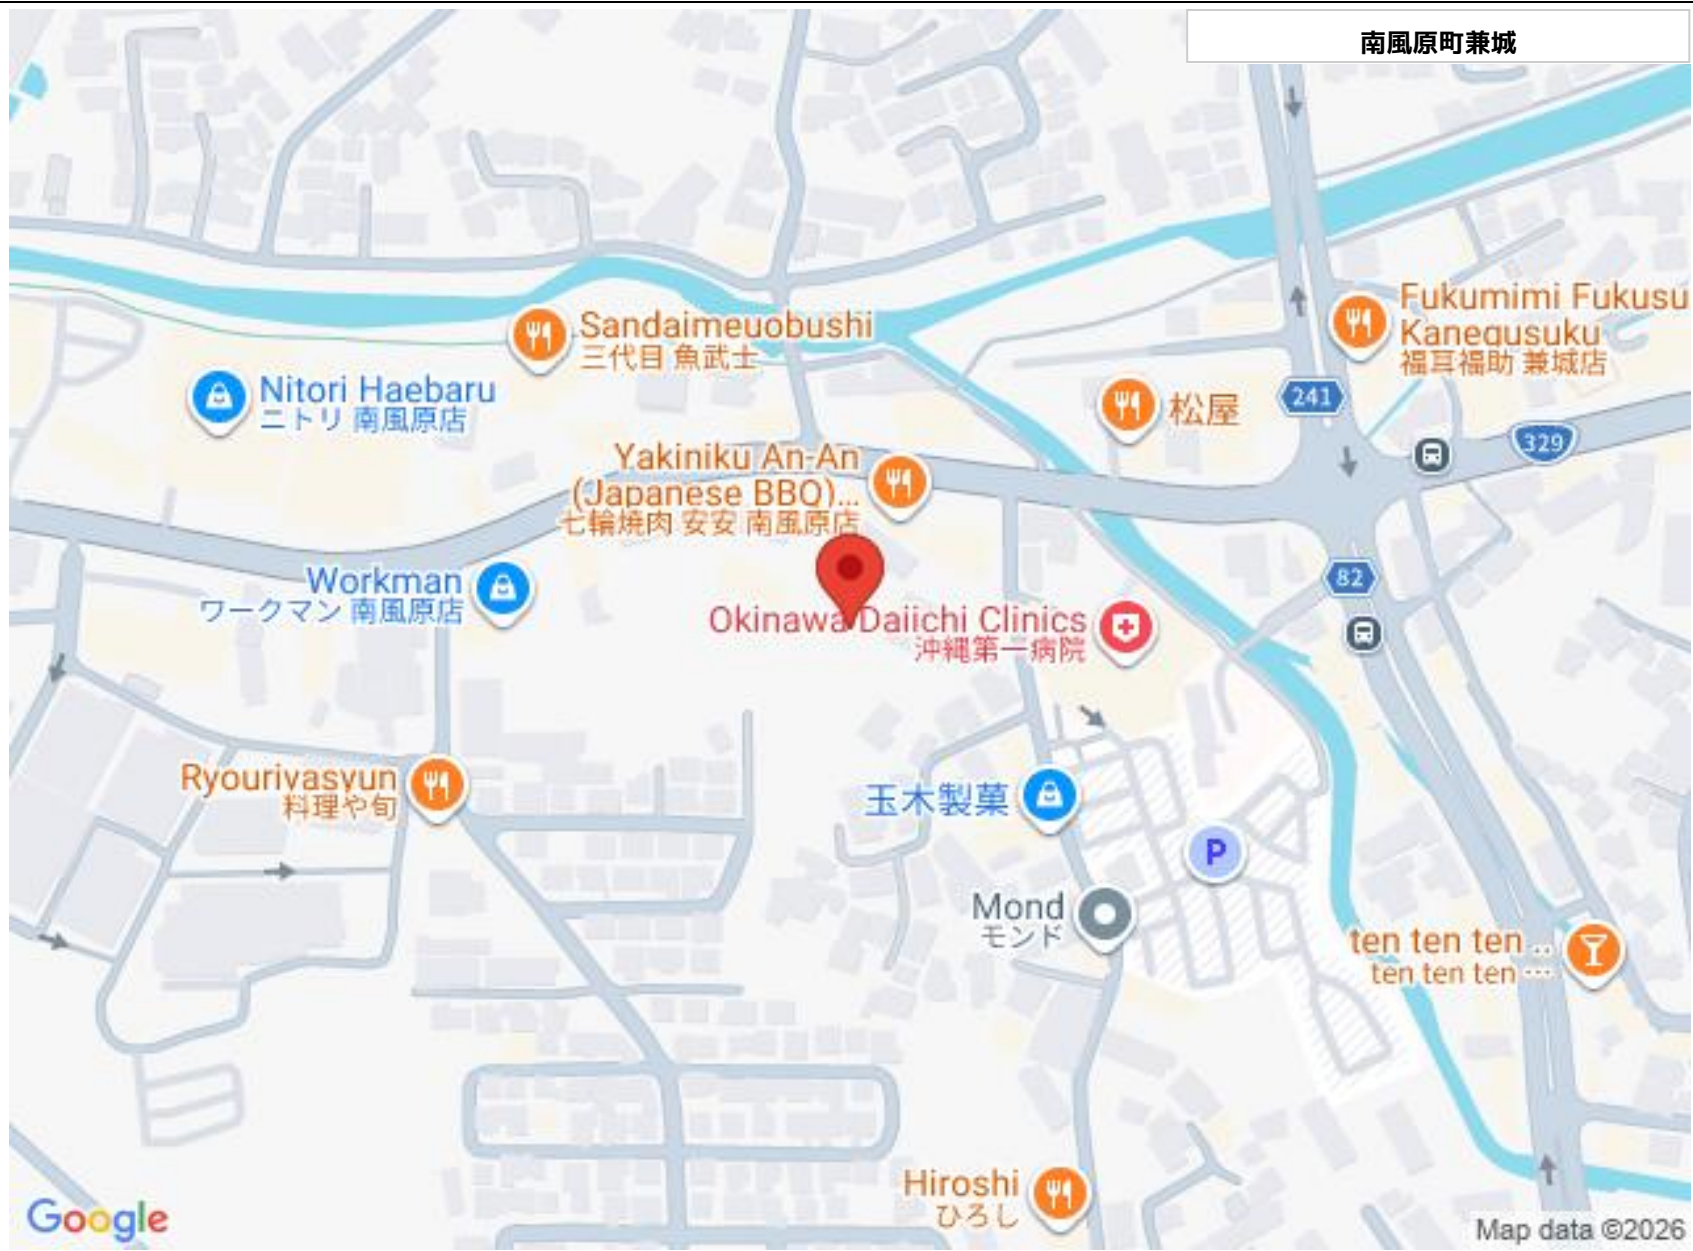 南風原町兼城
Fukumimi Fukusu
Kanegusuku
福耳福助 兼城店
Sandaimeuobushi
三代目 魚武士
Nitori Haebaru
ニトリ 南風原店
241
松屋
329
Yakiniku An-An
(Japanese BBQ)...
七輪焼肉 安安 南風原店
Workman
ワークマン 南風原店
82
Okinawa Daiichi Clinics
沖縄第一病院
Ryouriyasyun
料理や旬
玉木製菓
P
Mond
モンド
ten ten ten ..
ten ten ten …
Hiroshi
ひろし
Google
Map data ©2026